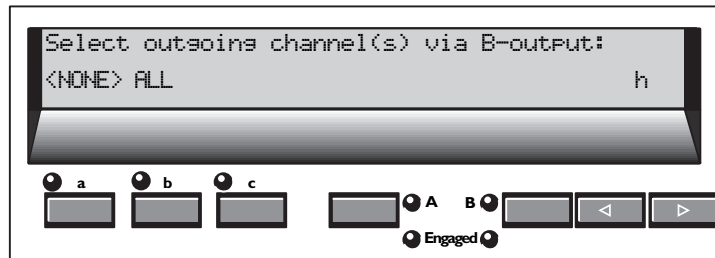 Select outgoing channel(s) via B-output:
<NONE> ALL h
a b c
A B
Engaged